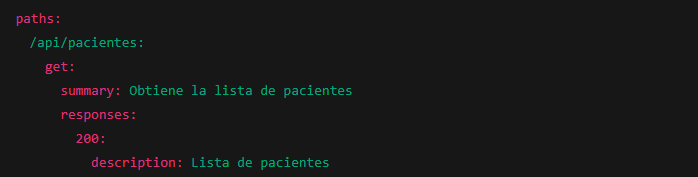 paths:
/api/pacientes:
get:
summary: Obtiene la lista de pacientes
responses:
200:
description: Lista de pacientes